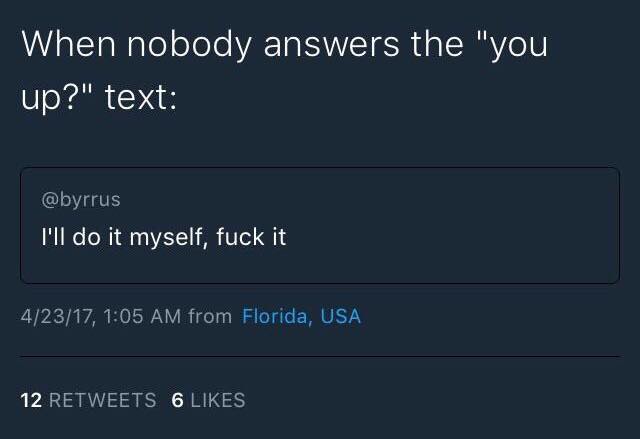 When nobody answers the "you
up?" text:
@byrrus
I'll do it myself, fuck it
4/23/17, 1:05 AM from Florida, USA
12 RETWEETS 6 LIKES